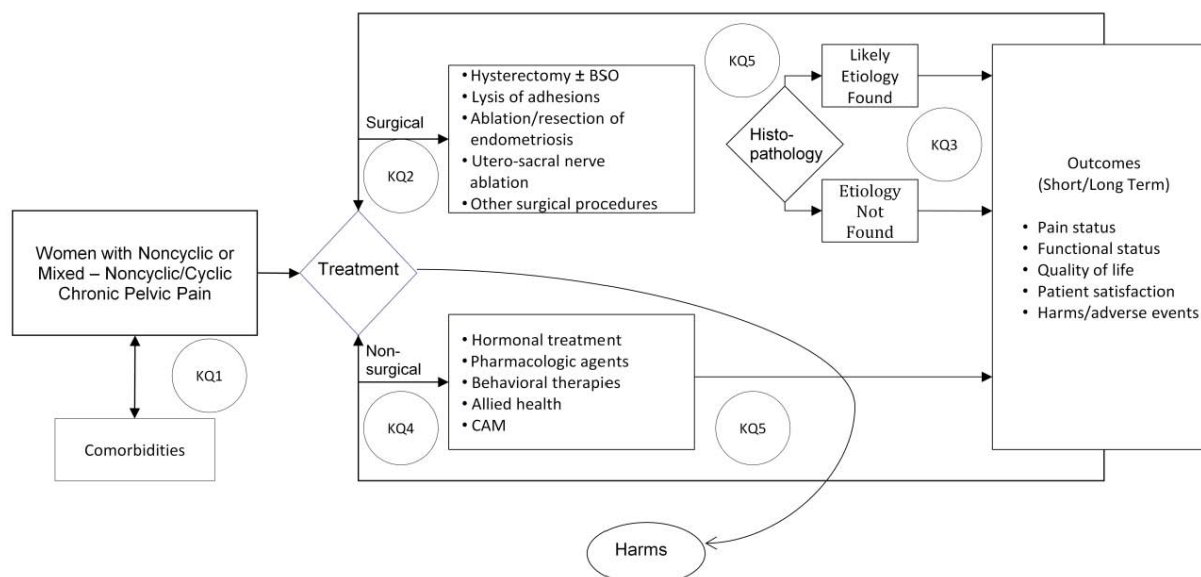 Women with Noncyclic or
Mixed – Noncyclic/Cyclic
Chronic Pelvic Pain
KQ1
Comorbidities
Treatment
Surgical
KQ2
• Hysterectomy ± BSO
• Lysis of adhesions
• Ablation/resection of
endometriosis
• Utero-sacral nerve
ablation
• Other surgical procedures
Non-
surgical
KQ4
• Hormonal treatment
• Pharmacologic agents
• Behavioral therapies
• Allied health
• CAM
KQ5
Histo-
pathology
KQ5
Likely
Etiology
Found
Etiology
Not
Found
KQ3
Outcomes
(Short/Long Term)
• Pain status
• Functional status
• Quality of life
• Patient satisfaction
• Harms/adverse events
Harms